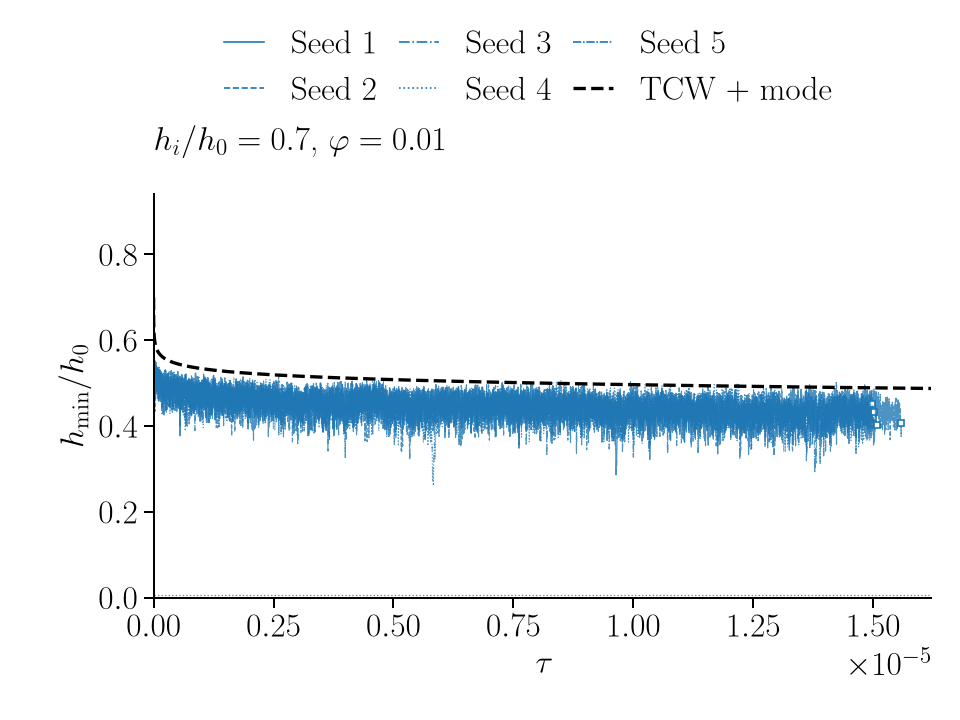 Seed 1 Seed 3 Seed 5
Seed 2 Seed 4 TCW + mode
h_i/h_0 = 0.7, φ = 0.01
h_min/h_0
0.8
0.6
0.4
0.2
0.0
0.00 0.25 0.50 0.75 1.00 1.25 1.50
τ
×10⁻⁵